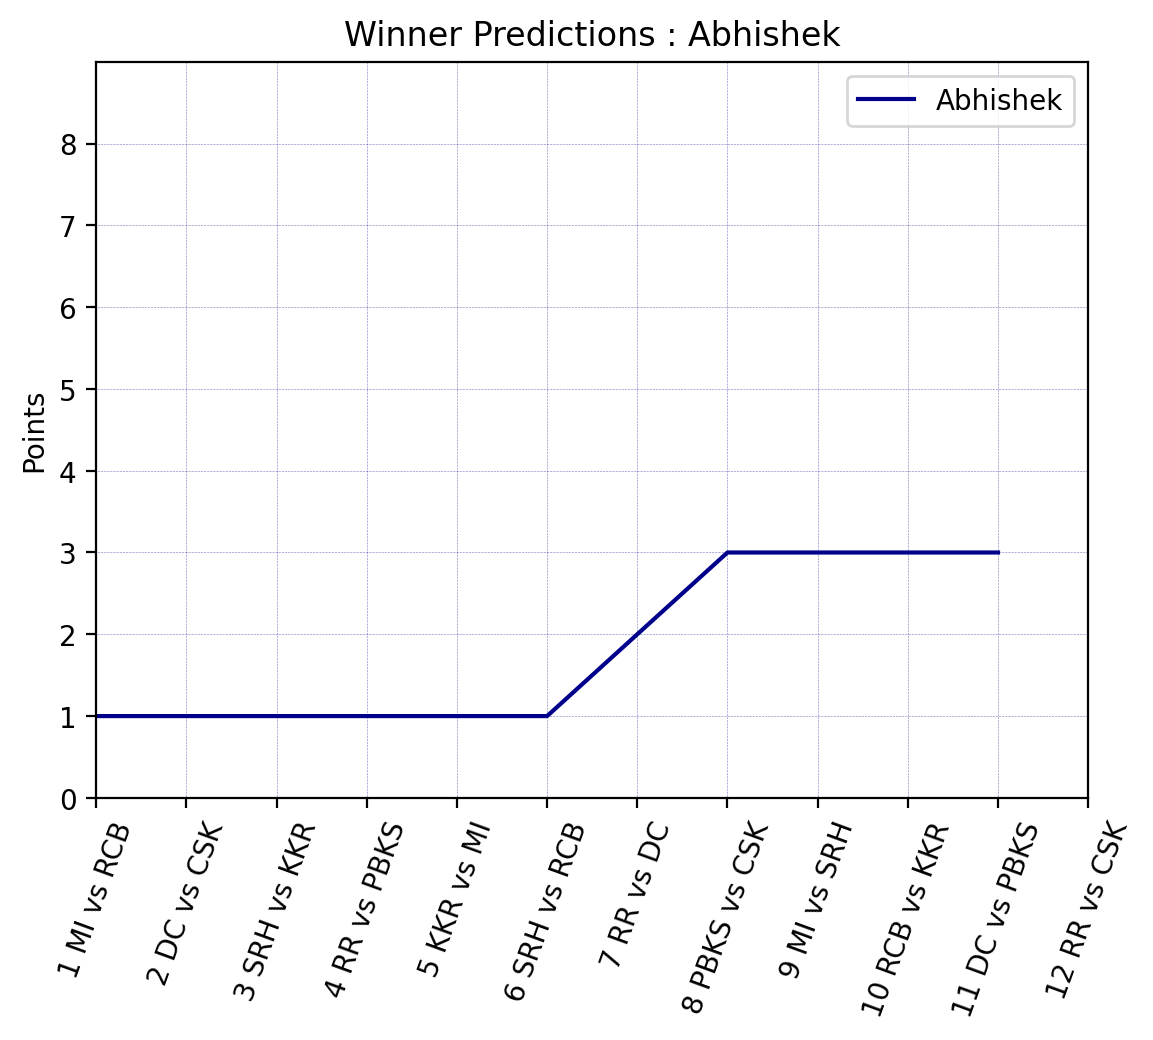 Winner Predictions : Abhishek
Abhishek
8
7
6
5
4
3
2
1
0
Points
1 MI vs RCB
2 DC vs CSK
3 SRH vs KKR
4 RR vs PBKS
5 KKR vs MI
6 SRH vs RCB
7 RR vs DC
8 PBKS vs CSK
9 MI vs SRH
10 RCB vs KKR
11 DC vs PBKS
12 RR vs CSK